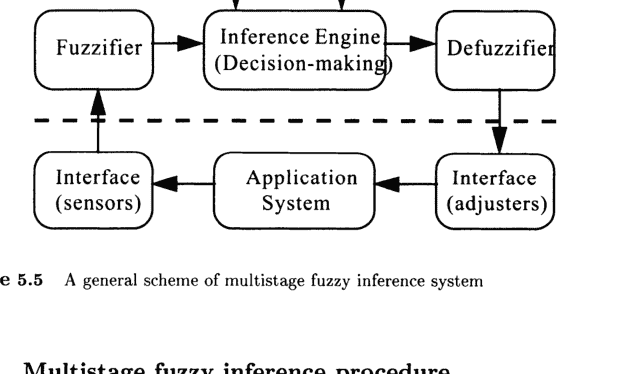 Fuzzifier
Inference Engine
(Decision-making)
Defuzzifier
Interface
(sensors)
Application
System
Interface
(adjusters)
e 5.5 A general scheme of multistage fuzzy inference system
Multistage fuzzy inference procedure